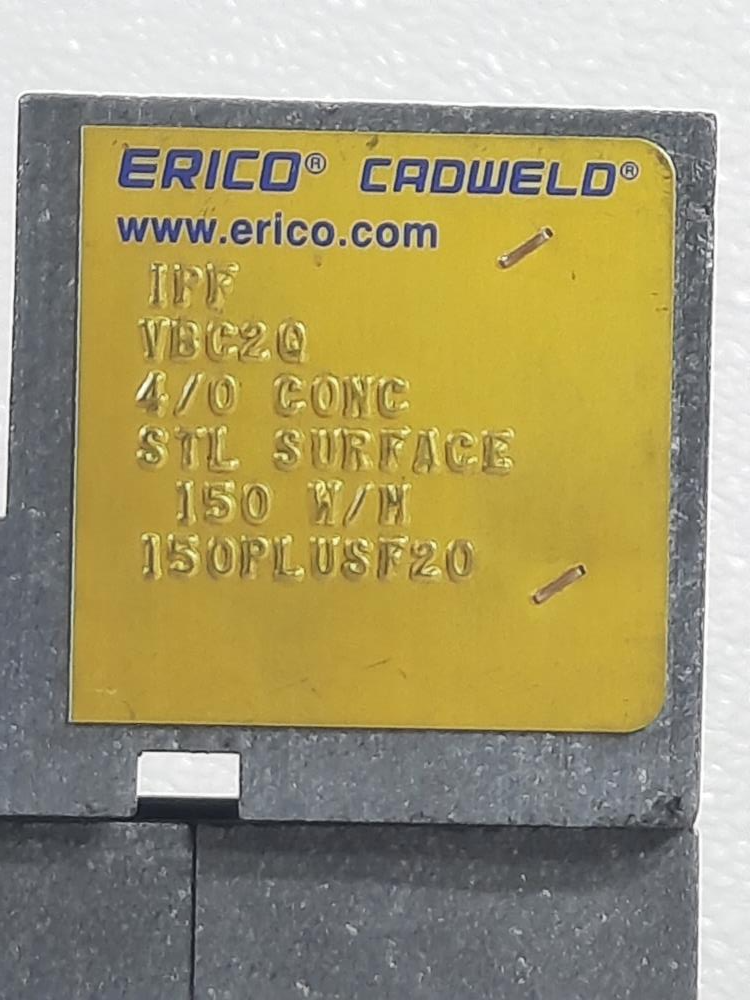 ERICO® CADWELD®
www.erico.com
IPF
VBC2Q
4/0 CONC
STL SURFACE
150 W/M
150PLUSF20